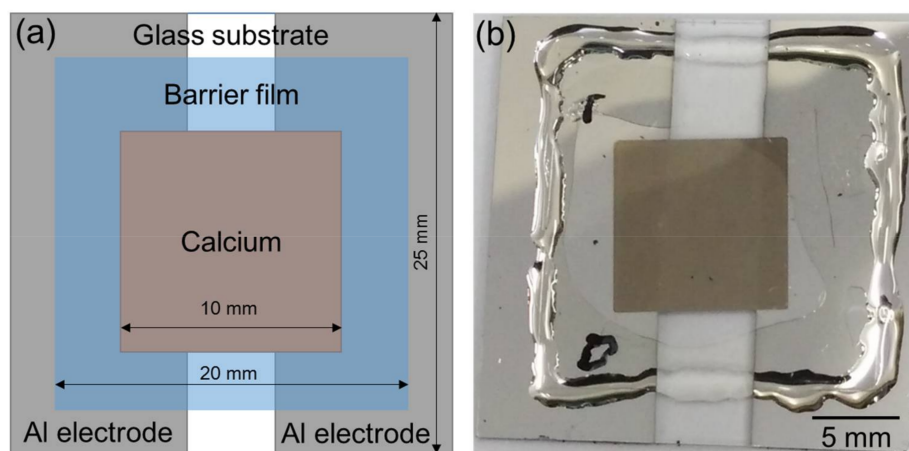 (a)
Glass substrate
Barrier film
Calcium
10 mm
20 mm
25 mm
Al electrode
Al electrode
(b)
5 mm